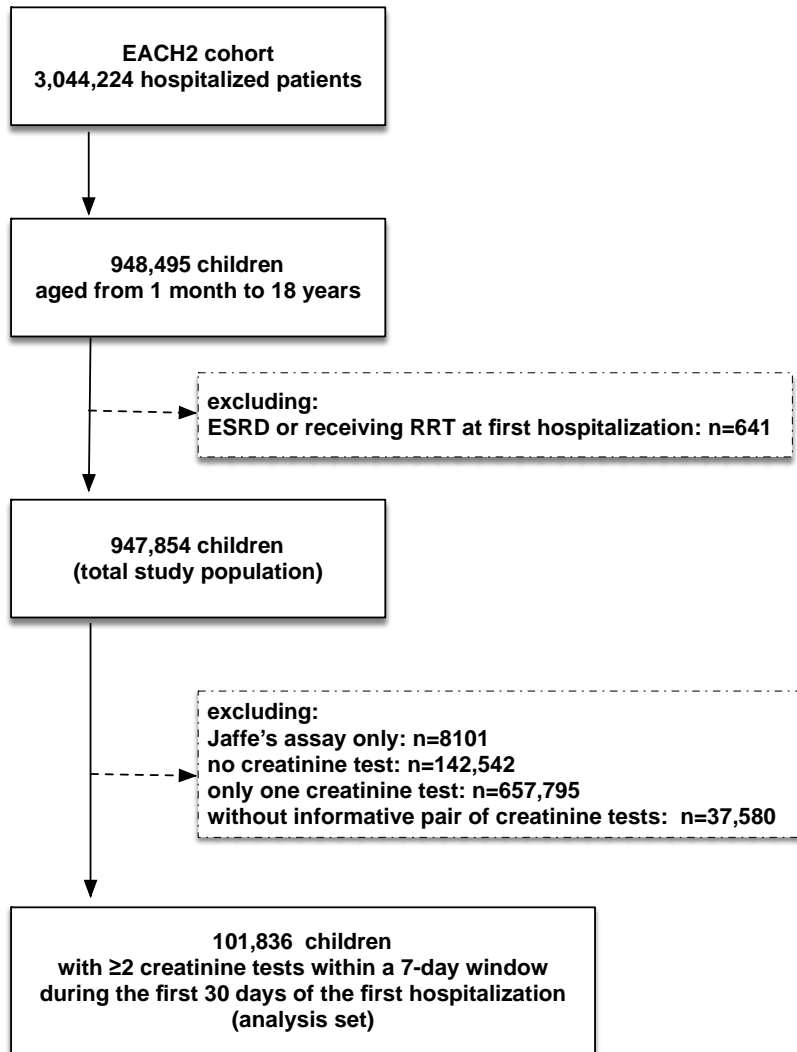 EACH2 cohort
3,044,224 hospitalized patients
948,495 children
aged from 1 month to 18 years
excluding:
ESRD or receiving RRT at first hospitalization: n=641
947,854 children
(total study population)
excluding:
Jaffe’s assay only: n=8101
no creatinine test: n=142,542
only one creatinine test: n=657,795
without informative pair of creatinine tests: n=37,580
101,836 children
with ≥2 creatinine tests within a 7-day window
during the first 30 days of the first hospitalization
(analysis set)